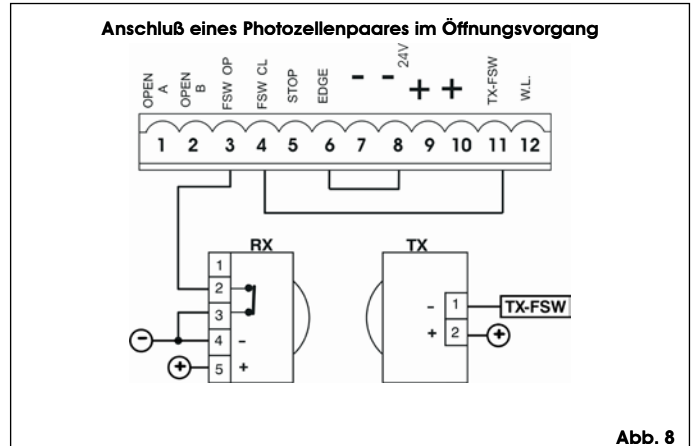 Anschluß eines Photozellenpaares im Öffnungsvorgang
OPEN A
OPEN B
FSW OP
FSW CL
STOP
EDGE
- - 24V
+ +
TX-FSW
W.L.
1 2 3 4 5 6 7 8 9 10 11 12
RX
TX
1
2
3
4 -
5 +
-
+
- 1 TX-FSW
+ 2 +
Abb. 8